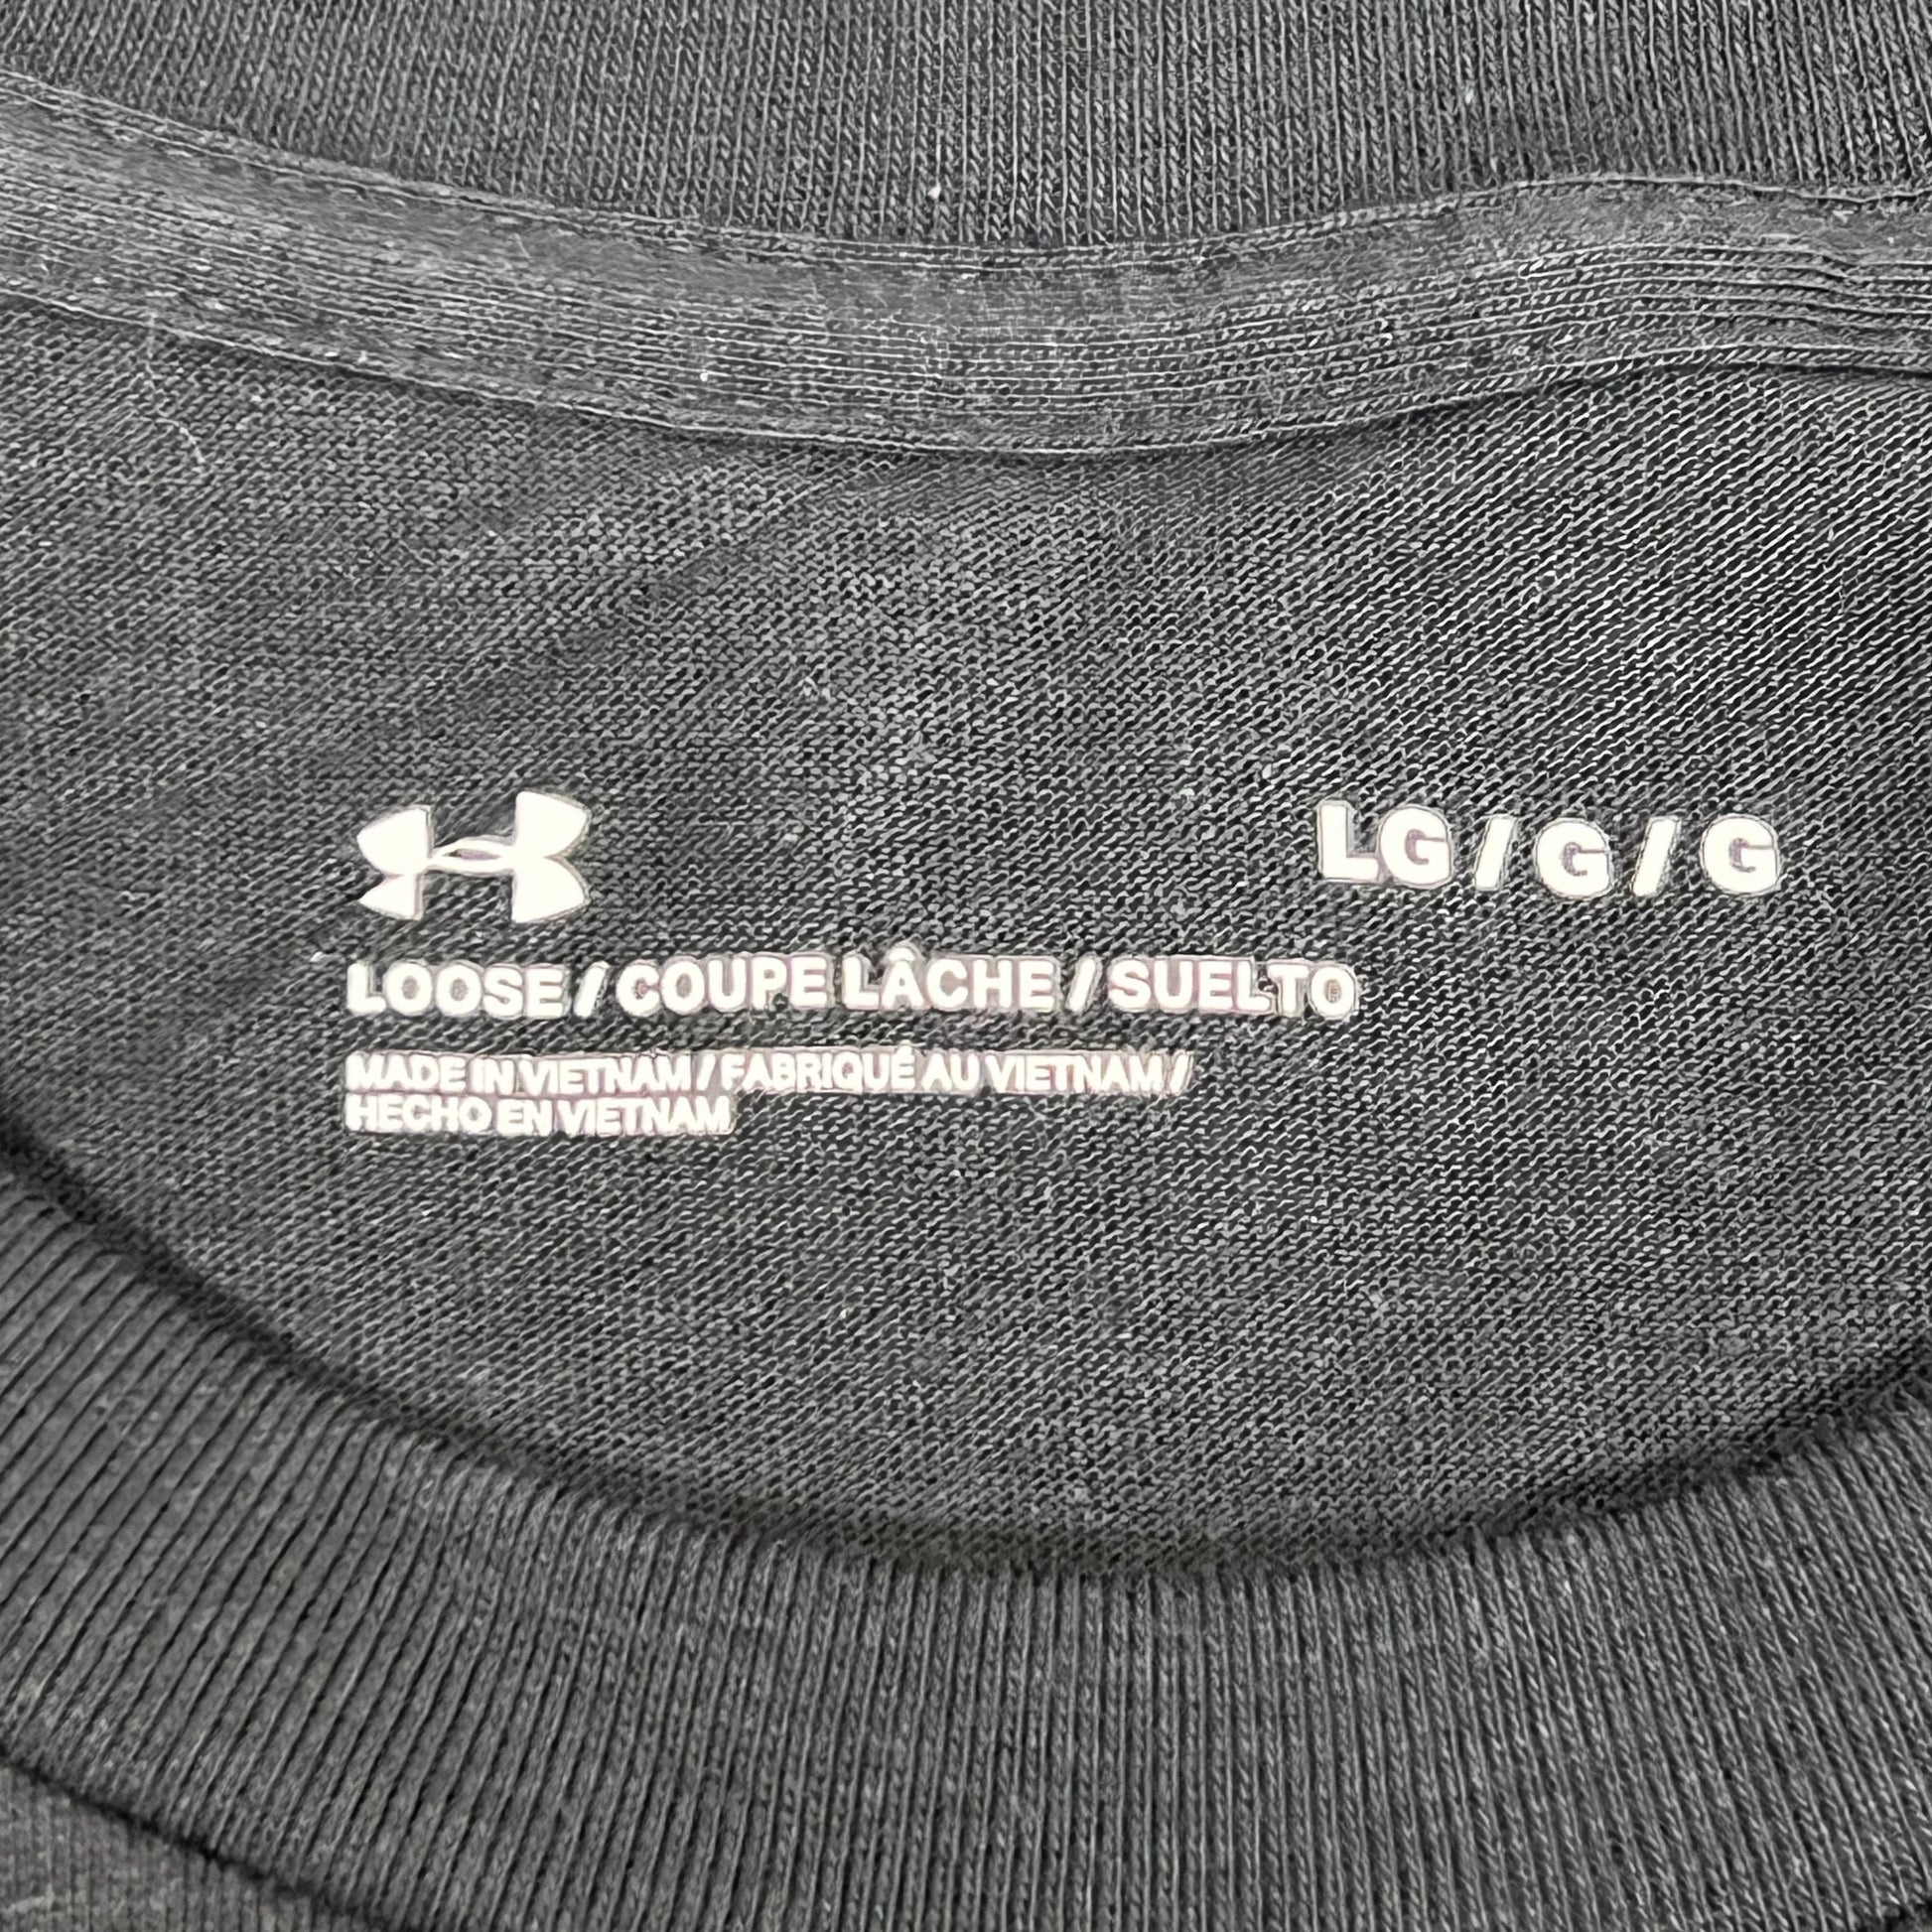 LG / G / G
LOOSE / COUPE LÂCHE / SUELTO
MADE IN VIETNAM / FABRIQUÉ AU VIETNAM /
HECHO EN VIETNAM